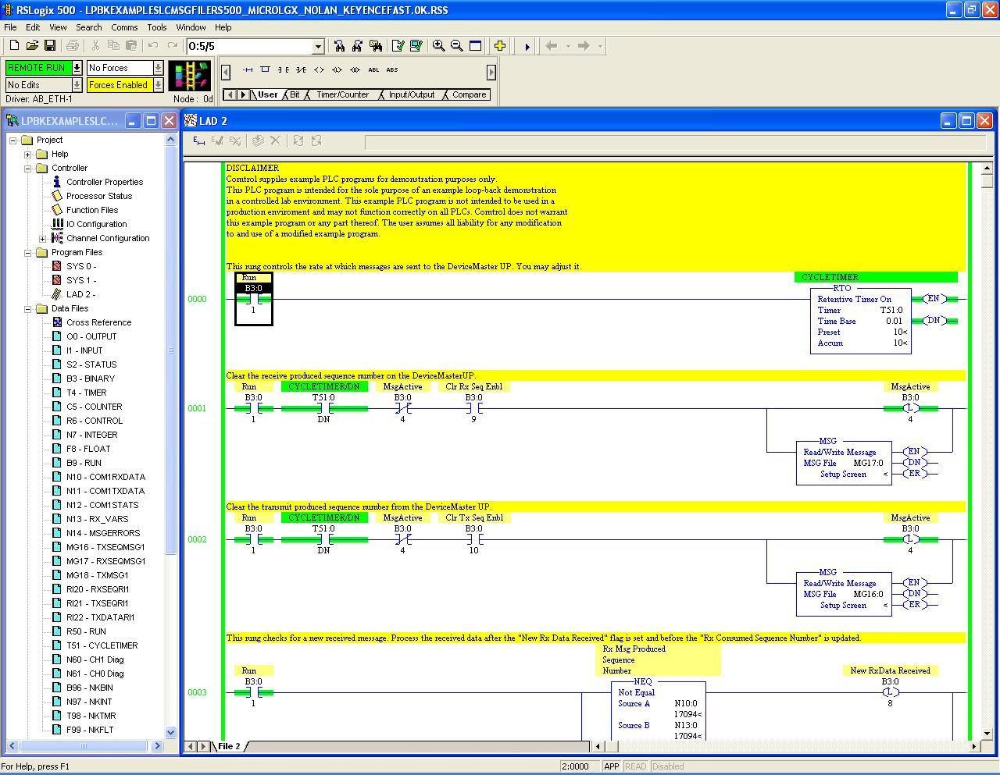 RSLogix 500 - LPBKEXAMPLESLCMSGFILERS500_MICROLGX_NOLAN_KEYENCEFAST.0K.RSS
File Edit View Search Comms Tools Window Help
O:5/5
REMOTE RUN
No Forces
No Edits
Forces Enabled
Driver: AB_ETH-1
Node : 0d
ABL ABS
User Bit Timer/Counter Input/Output Compare
LPBKEXAMPLESLC...
Project
Help
Controller
Controller Properties
Processor Status
Function Files
IO Configuration
Channel Configuration
Program Files
SYS 0 -
SYS 1 -
LAD 2 -
Data Files
Cross Reference
O0 - OUTPUT
I1 - INPUT
S2 - STATUS
B3 - BINARY
T4 - TIMER
C5 - COUNTER
R6 - CONTROL
N7 - INTEGER
F8 - FLOAT
B9 - RUN
N10 - COM1RXDATA
N11 - COM1TXDATA
N12 - COM1STATS
N13 - RX_VARS
N14 - MSGERRORS
MG16 - TXSEQMSG1
MG17 - RXSEQMSG1
MG18 - TXMSG1
RI20 - RXSEQRI1
RI21 - TXSEQRI1
RI22 - TXDATARI1
R50 - RUN
T51 - CYCLETIMER
N60 - CH1 Diag
N61 - CH0 Diag
B96 - NKBIN
N97 - NKINT
T98 - NKTMR
F99 - NKFLT
LAD 2
DISCLAIMER
Comtrol suppiles example PLC programs for demonstration purposes only.
This PLC program is intended for the sole purpose of an example loop-back demonstration
in a controlled lab environment. This example PLC program is not intended to be used in a
production enviroment and may not function correctly on all PLCs. Comtrol does not warrant
this example program or any part thereof. The user assumes all liability for any modification
to and use of a modified example program.
This rung controls the rate at which messages are sent to the DeviceMaster UP. You may adjust it.
Run
CYCLETIMER
B3:0
RTO
0000
Retentive Timer On
EN
1
Timer T51:0
Time Base 0.01
DN
Preset 10<
Accum 10<
Clear the receive produced sequence number on the DeviceMasterUP.
Run CYCLETIMER/DN MsgActive Clr Rx Seq Enbl MsgActive
B3:0 T51:0 B3:0 B3:0 B3:0
0001 L
1 DN 4 9 4
MSG
Read/Write Message EN
MSG File MG17:0 DN
Setup Screen < ER
Clear the transmit produced sequence number from the DeviceMaster UP.
Run CYCLETIMER/DN MsgActive Clr Tx Seq Enbl MsgActive
B3:0 T51:0 B3:0 B3:0 B3:0
0002 L
1 DN 4 10 4
MSG
Read/Write Message EN
MSG File MG16:0 DN
Setup Screen < ER
This rung checks for a new received message. Process the received data after the "New Rx Data Received" flag is set and before the "Rx Consumed Sequence Number" is updated.
Rx Msg Produced
Sequence
Run Number New RxData Received
B3:0 NEQ B3:0
0003 Not Equal L
1 Source A N10:0 8
17094<
Source B N13:0
17094<
File 2
For Help, press F1
2:0000 APP READ Disabled